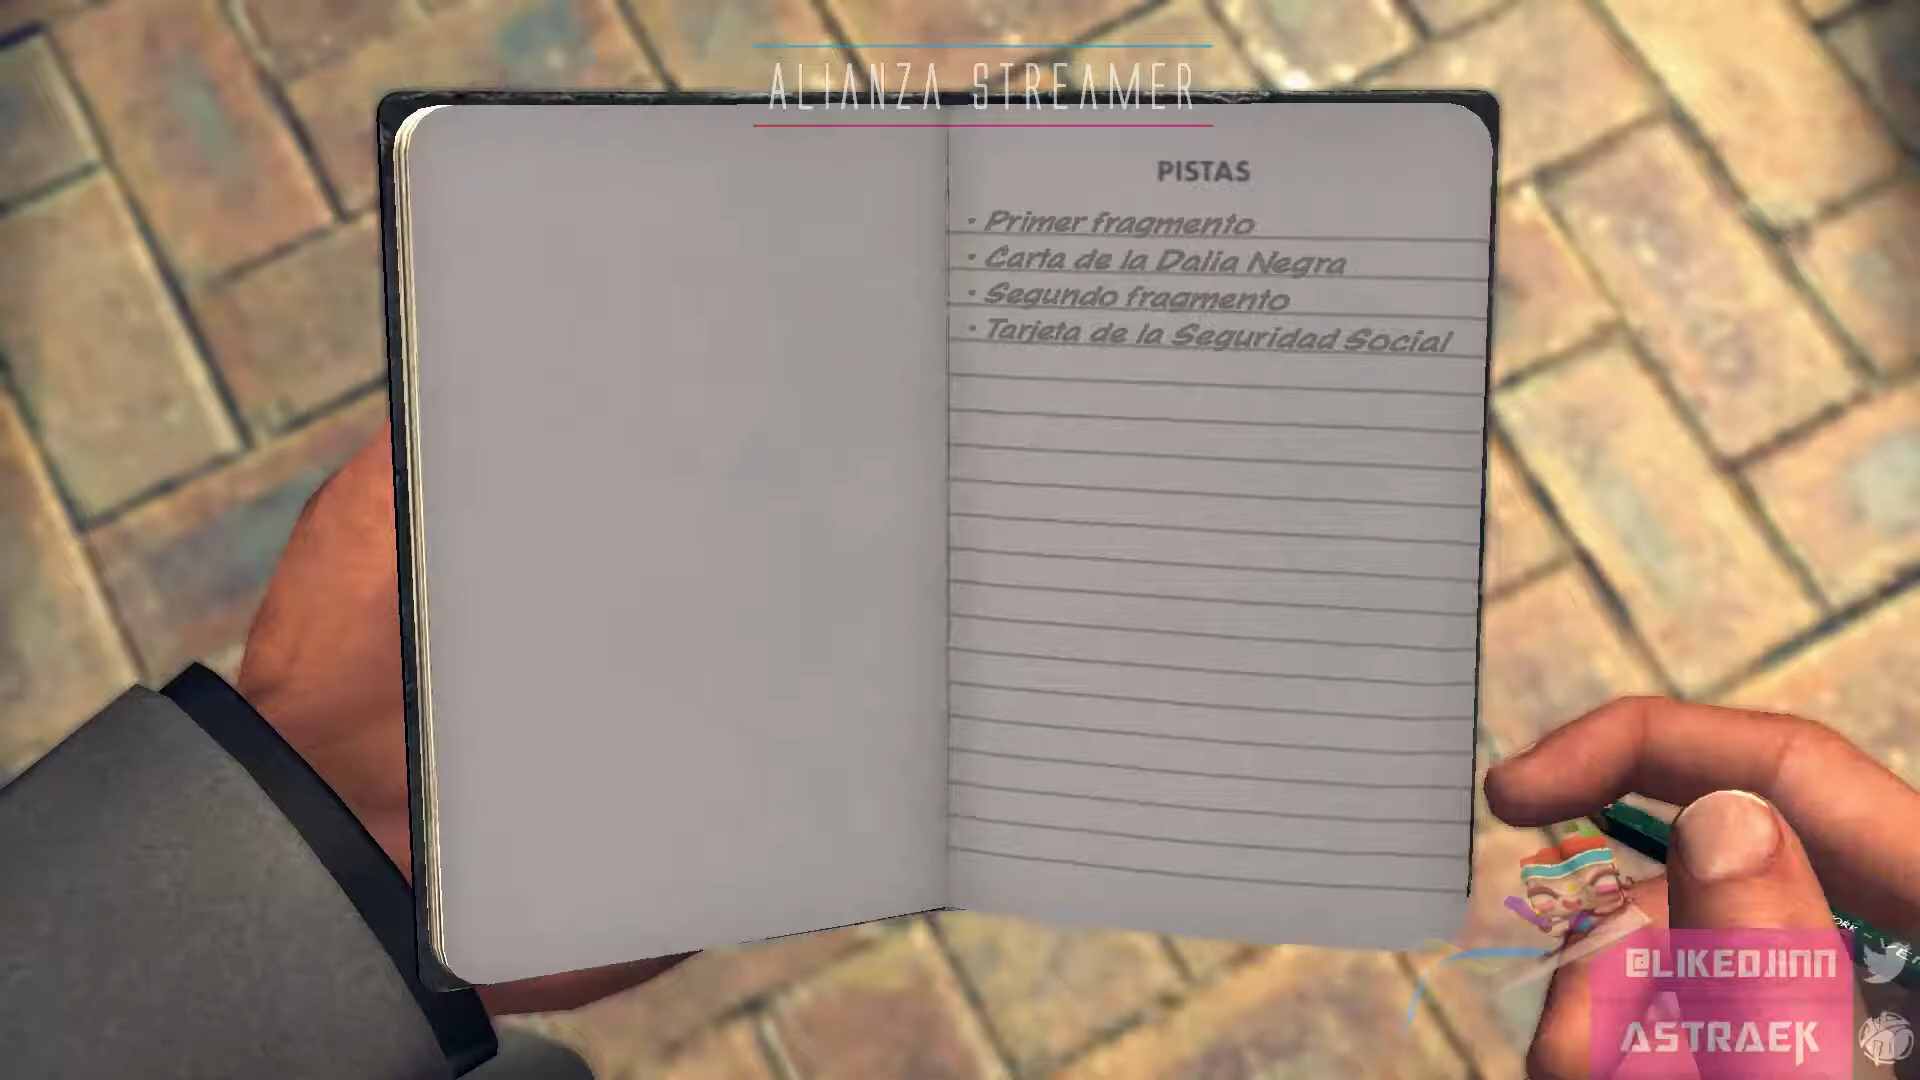 ALIANZA STREAMER
PISTAS
• Primer fragmento
• Carta de la Dalia Negra
• Segundo fragmento
• Tarjeta de la Seguridad Social
@LIKEDJINN
ASTRAEK